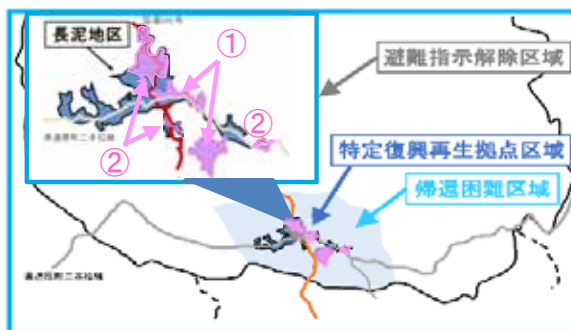 長泥地区
①
②
②
避難指示解除区域
特定復興再生拠点区域
帰還困難区域